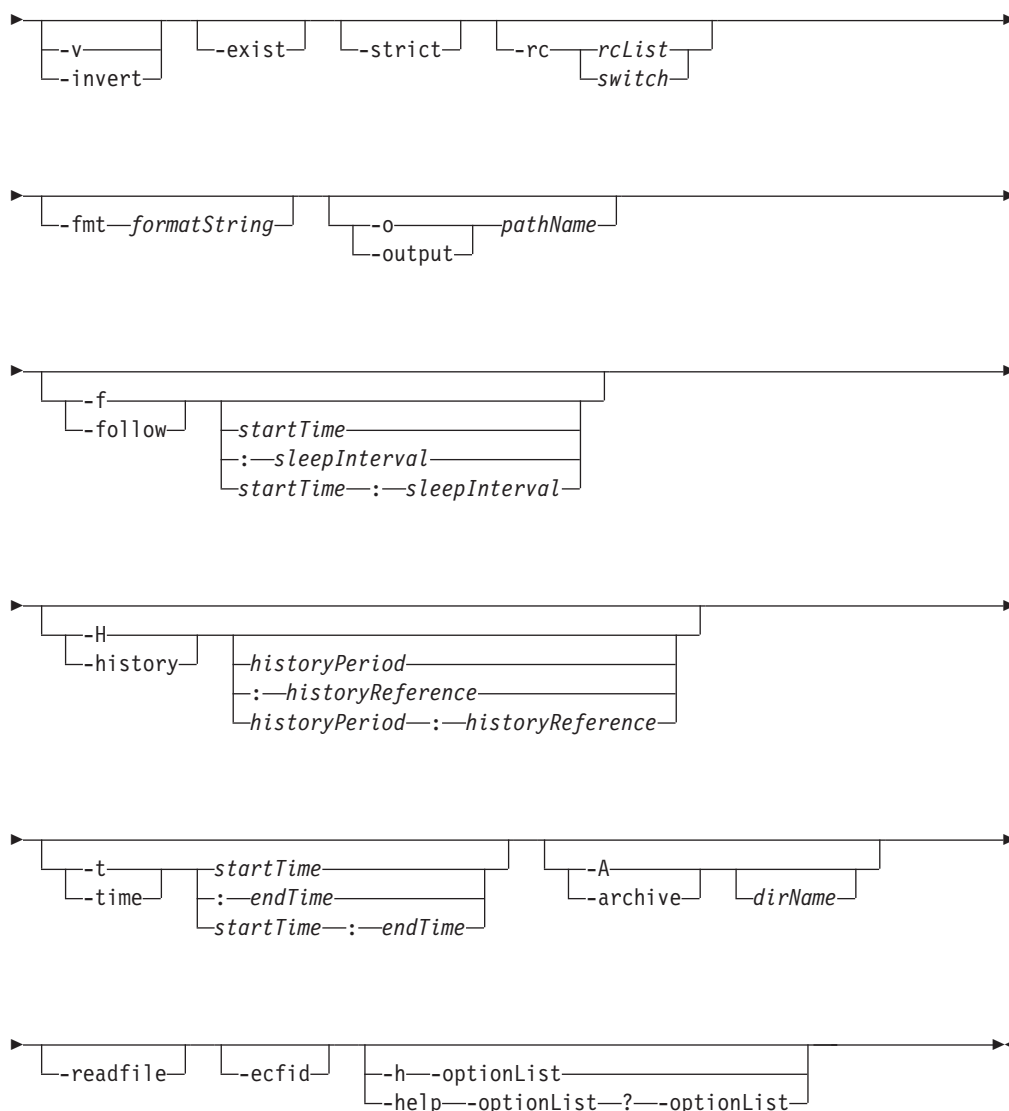 -v -exist -strict -rc rcList
-invert switch
-fmt formatString -o pathName
-output
-f
-follow startTime
: sleepInterval
startTime : sleepInterval
-H
-history historyPeriod
: historyReference
historyPeriod : historyReference
-t startTime -A
-time : endTime -archive dirName
startTime : endTime
-readfile -ecfid -h -optionList
-help -optionList ? -optionList